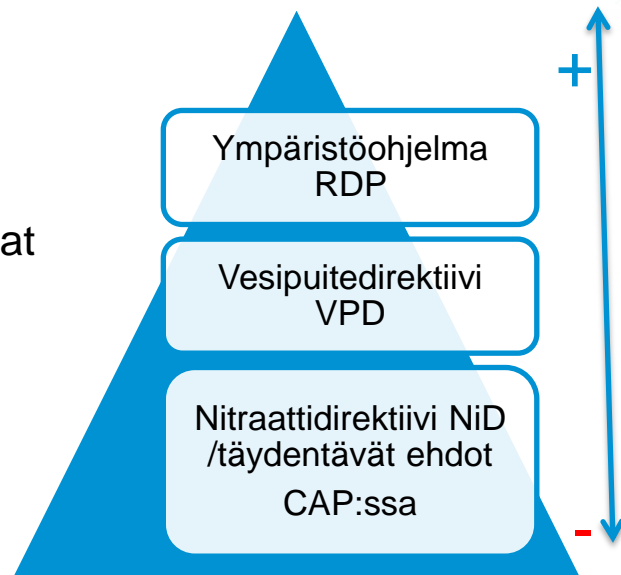 +
Ympäristöohjelma
RDP
at
Vesipuitedirektiivi
VPD
Nitraattidirektiivi NiD
/täydentävät ehdot
CAP:ssa
-